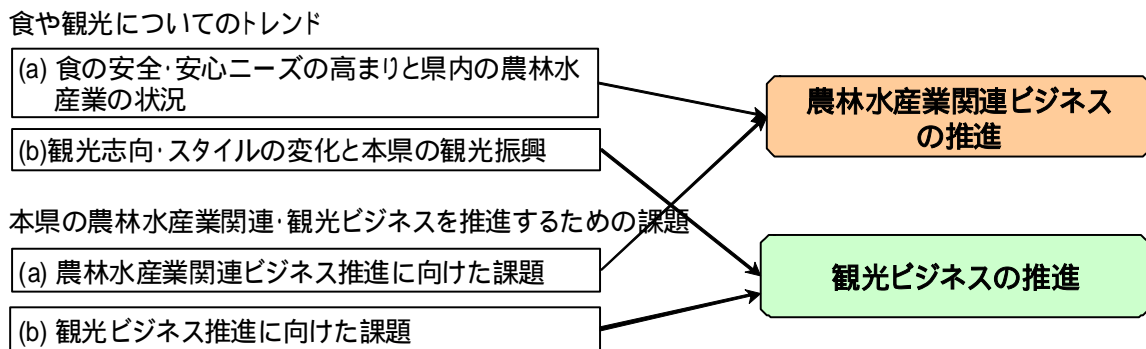 食や観光についてのトレンド
(a) 食の安全・安心ニーズの高まりと県内の農林水
産業の状況
(b)観光志向・スタイルの変化と本県の観光振興
本県の農林水産業関連・観光ビジネスを推進するための課題
(a) 農林水産業関連ビジネス推進に向けた課題
(b) 観光ビジネス推進に向けた課題
農林水産業関連ビジネス
の推進
観光ビジネスの推進